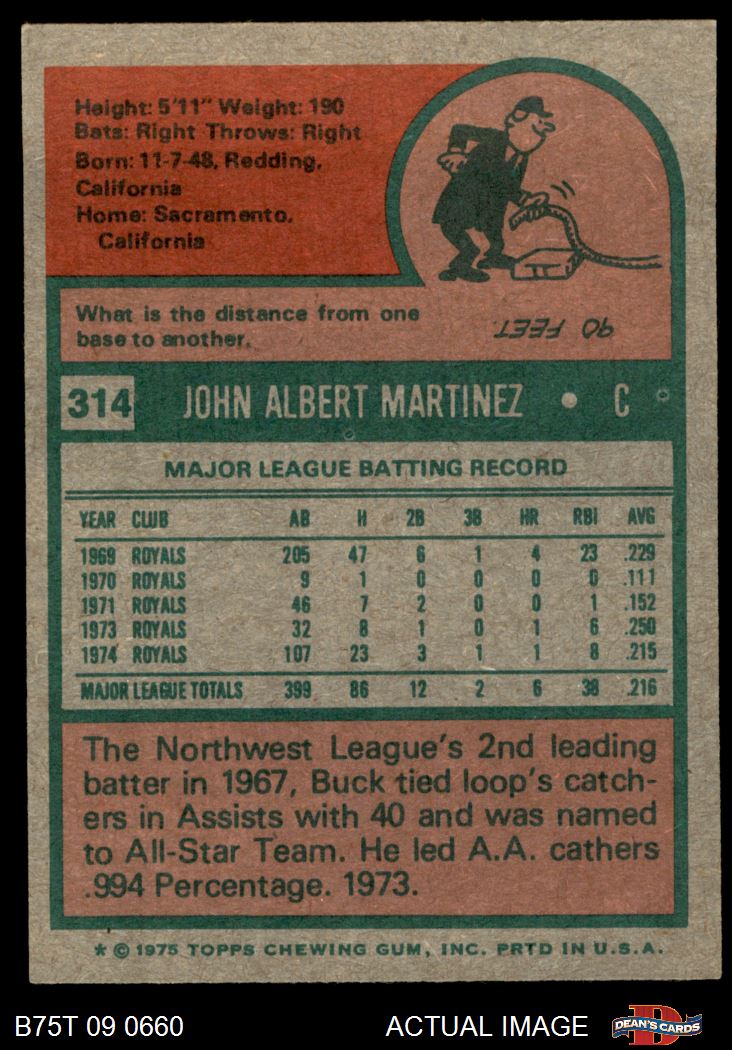 Height: 5'11" Weight: 190
Bats: Right Throws: Right
Born: 11-7-48, Redding,
California
Home: Sacramento,
California
What is the distance from one
base to another.
90 FEET.
314 JOHN ALBERT MARTINEZ • C
MAJOR LEAGUE BATTING RECORD
YEAR CLUB AB H 2B 3B HR RBI AVG
1969 ROYALS 205 47 6 1 4 23 .229
1970 ROYALS 9 1 0 0 0 0 .111
1971 ROYALS 46 7 2 0 0 1 .152
1973 ROYALS 32 8 1 0 1 6 .250
1974 ROYALS 107 23 3 1 1 8 .215
MAJOR LEAGUE TOTALS 399 86 12 2 6 38 .216
The Northwest League's 2nd leading
batter in 1967, Buck tied loop's catch-
ers in Assists with 40 and was named
to All-Star Team. He led A.A. cathers
.994 Percentage. 1973.
* © 1975 TOPPS CHEWING GUM, INC. PRTD IN U.S.A.
B75T 09 0660 ACTUAL IMAGE
D DEAN'S CARDS